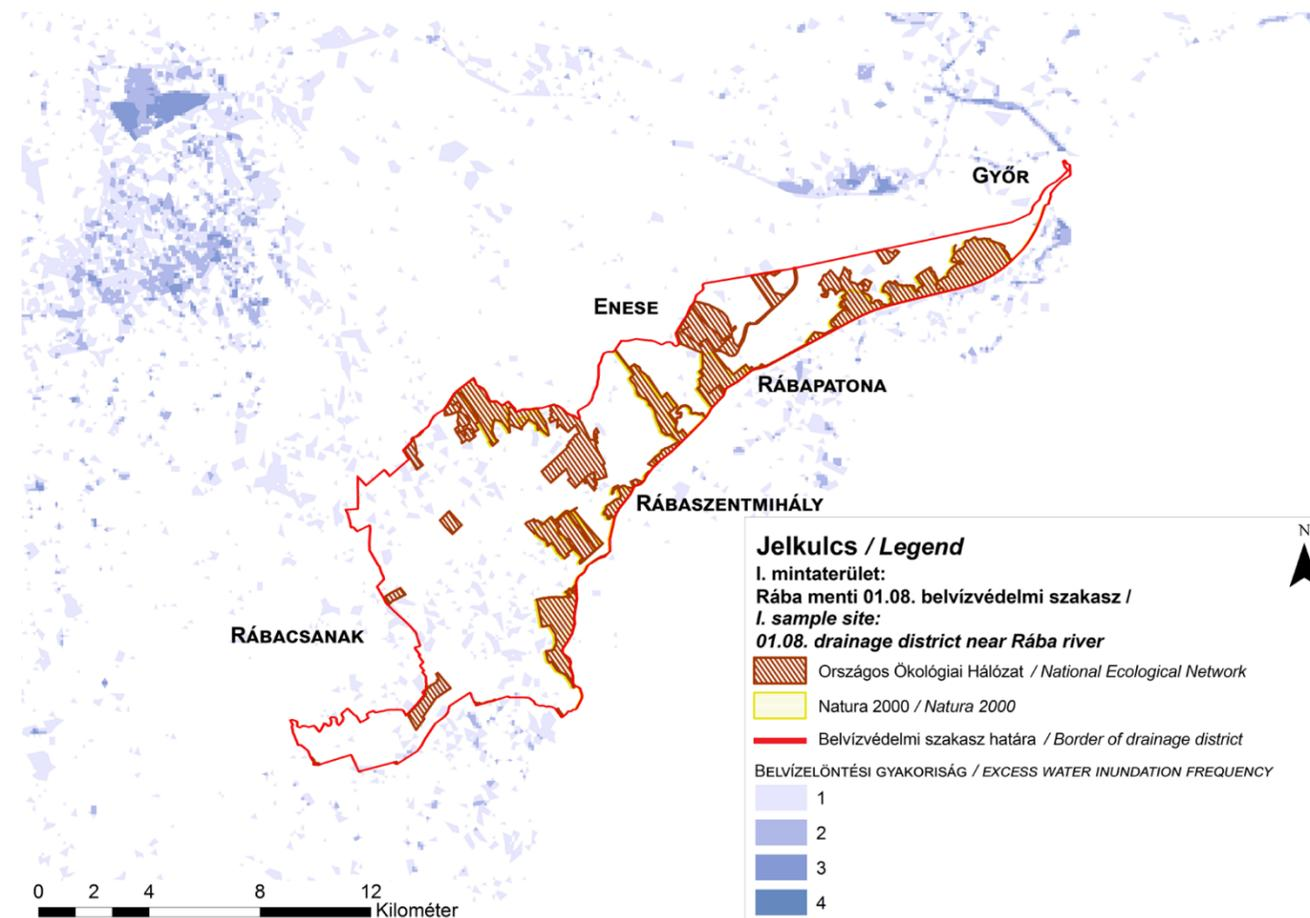 GYŐR
ENESE
RÁBAPATONA
RÁBASZENTMIHÁLY
RÁBACSANAK
N
Jelkulcs / Legend
I. mintaterület:
Rába menti 01.08. belvízvédelmi szakasz /
I. sample site:
01.08. drainage district near Rába river
Országos Ökológiai Hálózat / National Ecological Network
Natura 2000 / Natura 2000
Belvízvédelmi szakasz határa / Border of drainage district
BELVÍZELÖNTÉSI GYAKORISÁG / EXCESS WATER INUNDATION FREQUENCY
1
2
3
4
0 2 4 8 12
Kilométer